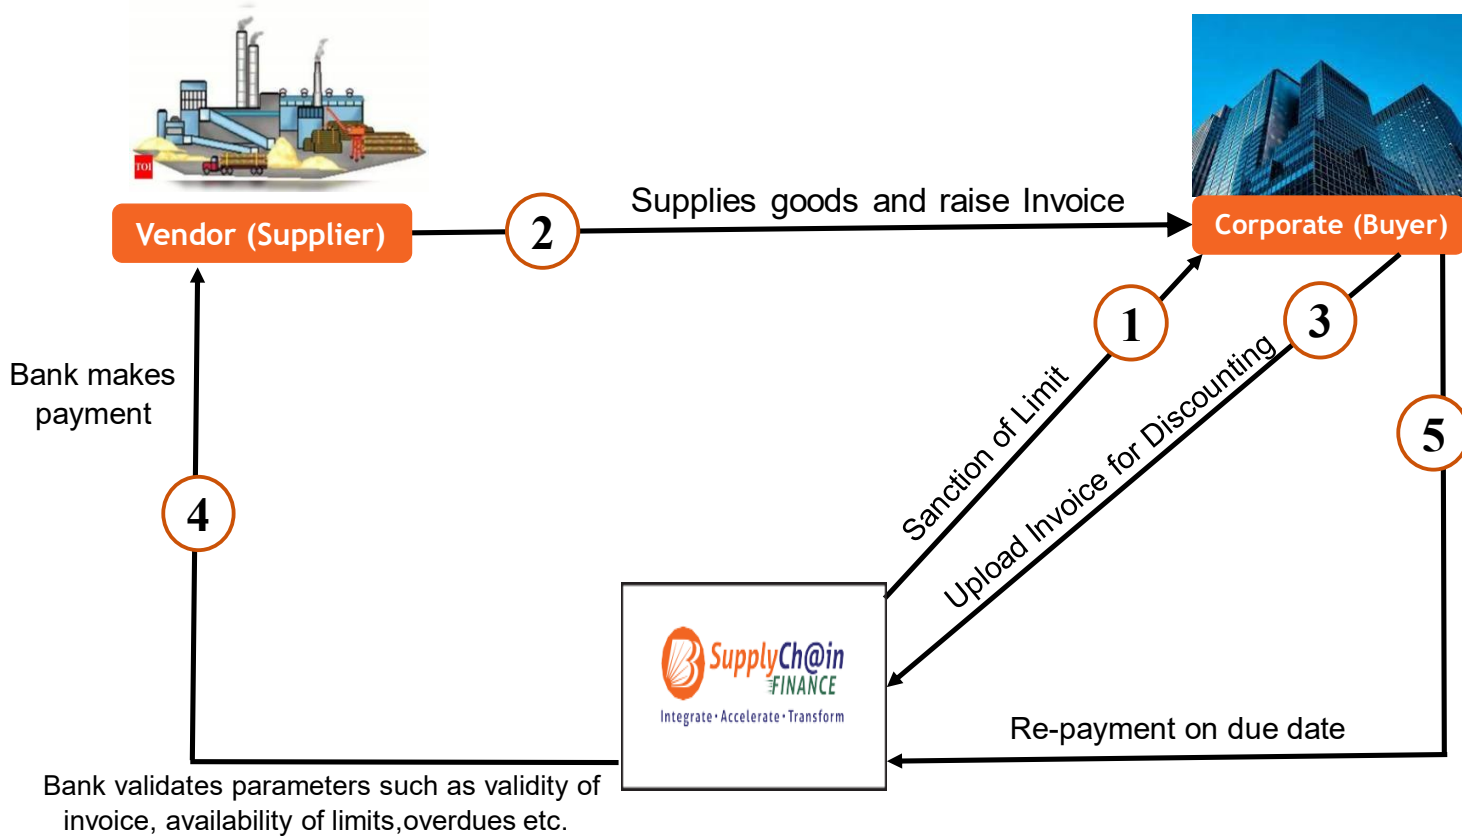 TOI
Vendor (Supplier)
2
Supplies goods and raise Invoice
Corporate (Buyer)
1
Sanction of Limit
3
Upload Invoice for Discounting
Bank makes
payment
4
5
SupplyCh@in
FINANCE
Integrate · Accelerate · Transform
Re-payment on due date
Bank validates parameters such as validity of
invoice, availability of limits,overdues etc.